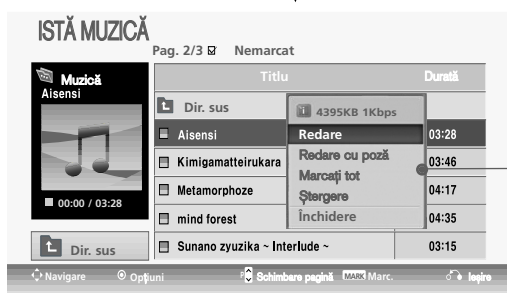 ISTĂ MUZICĂ
Pag. 2/3 Nemarcat
Muzică
Aisensi
00:00 / 03:28
Dir. sus
Titlu Durată
Dir. sus
Aisensi 03:28
Kimigamatteirukara 03:46
Metamorphoze 04:17
mind forest 04:35
Sunano zyuzika ~ Interlude ~ 03:15
4395KB 1Kbps
Redare
Redare cu poză
Marcați tot
Ștergere
Închidere
Navigare Opțiuni P Schimbare pagină MARK Marc. Ieșire